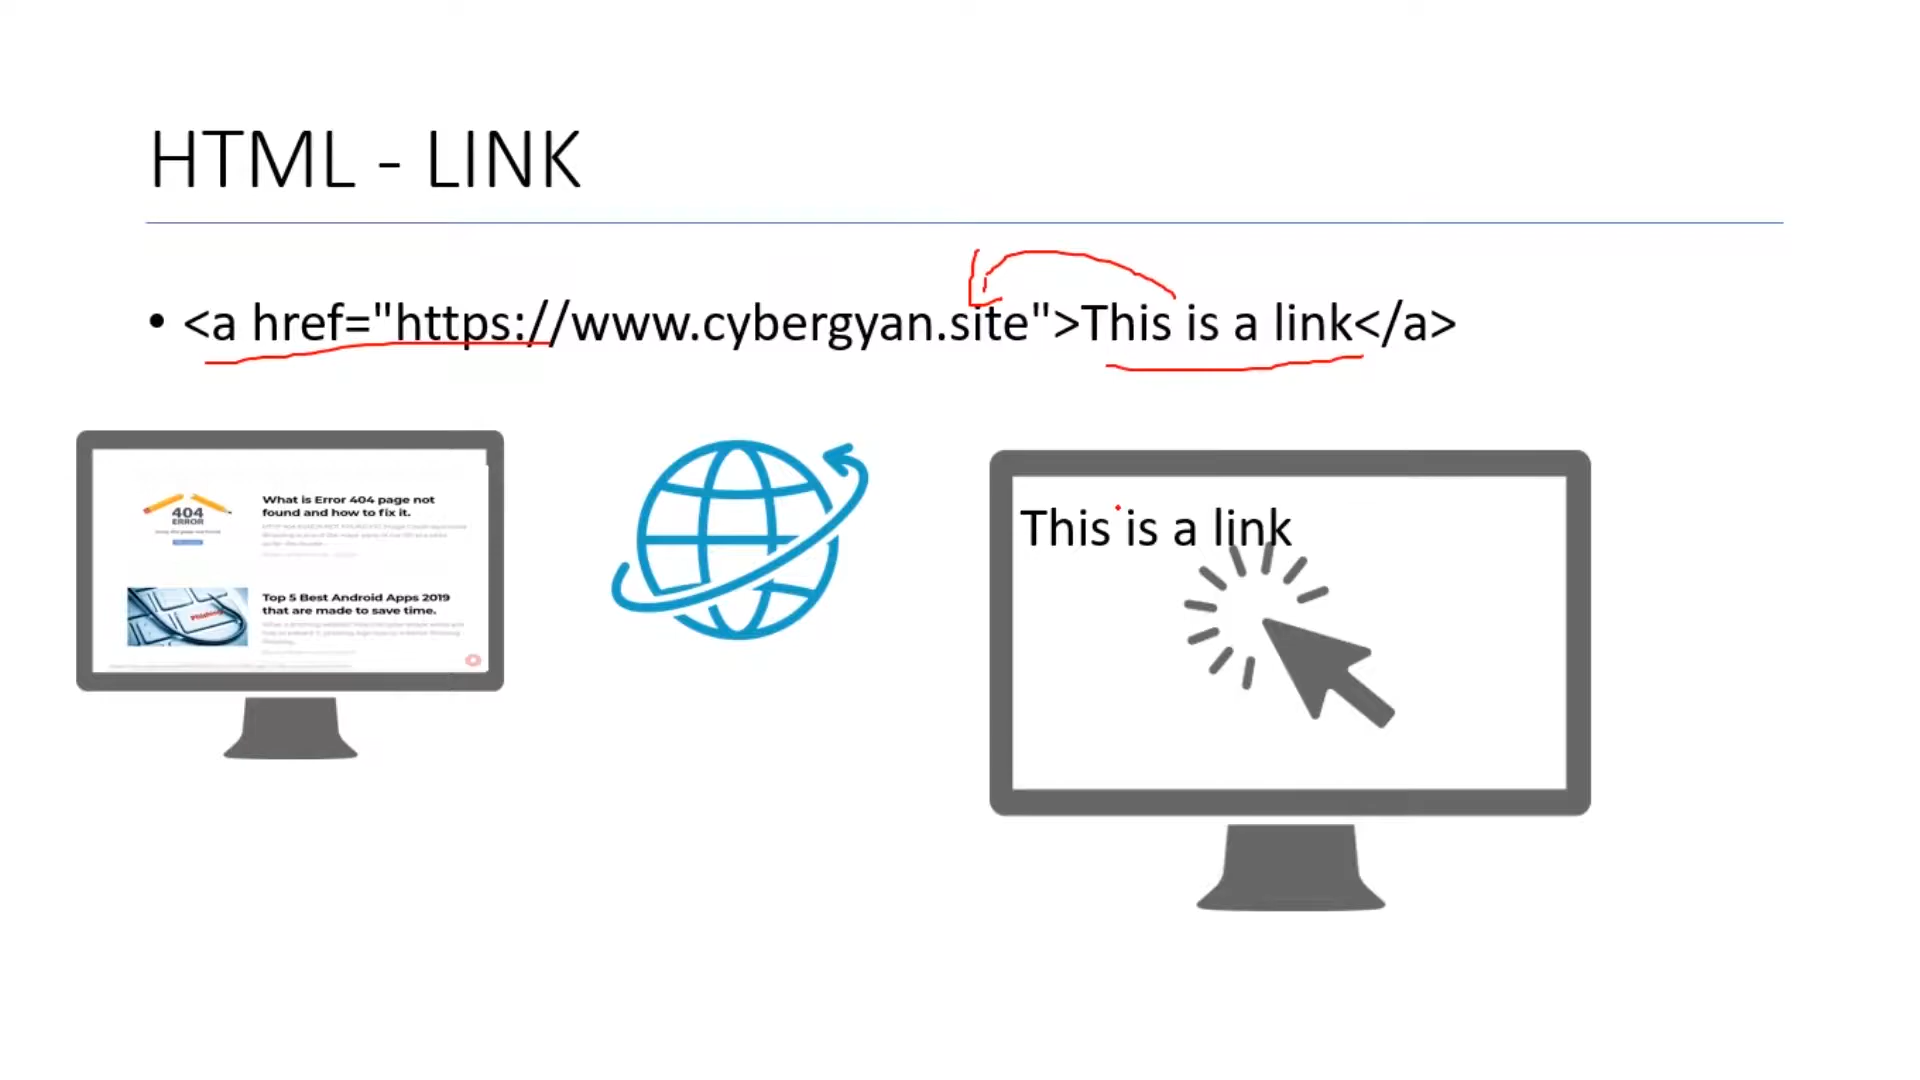 HTML - LINK
• <a href="https://www.cybergyan.site">This is a link</a>
404
ERROR
What is Error 404 page not
found and how to fix it.
Phishing
Top 5 Best Android Apps 2019
that are made to save time.
This is a link